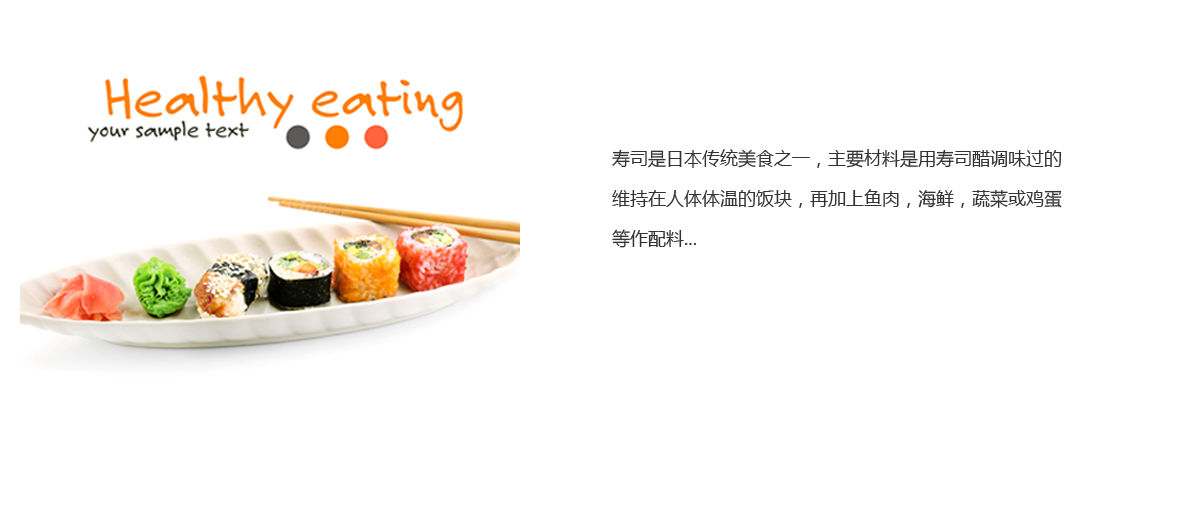 Healthy eating
your sample text
寿司是日本传统美食之一，主要材料是用寿司醋调味过的
维持在人体体温的饭块，再加上鱼肉，海鲜，蔬菜或鸡蛋
等作配料...